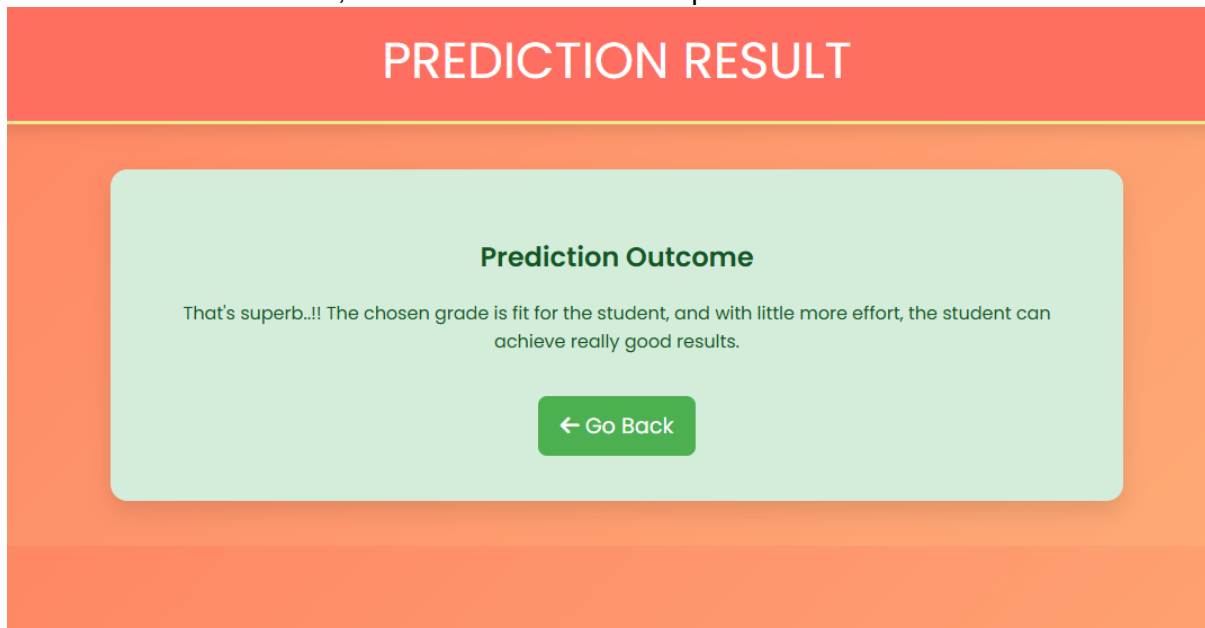 PREDICTION RESULT
Prediction Outcome
That's superb..!! The chosen grade is fit for the student, and with little more effort, the student can
achieve really good results.
← Go Back